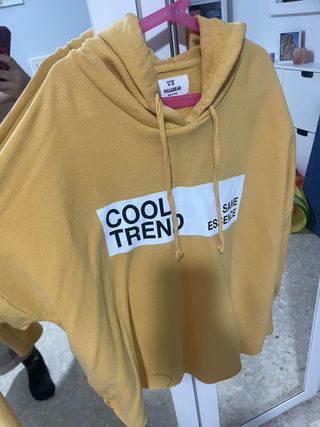 PULL&BEAR
COOL SAME
TREND ESSENCE